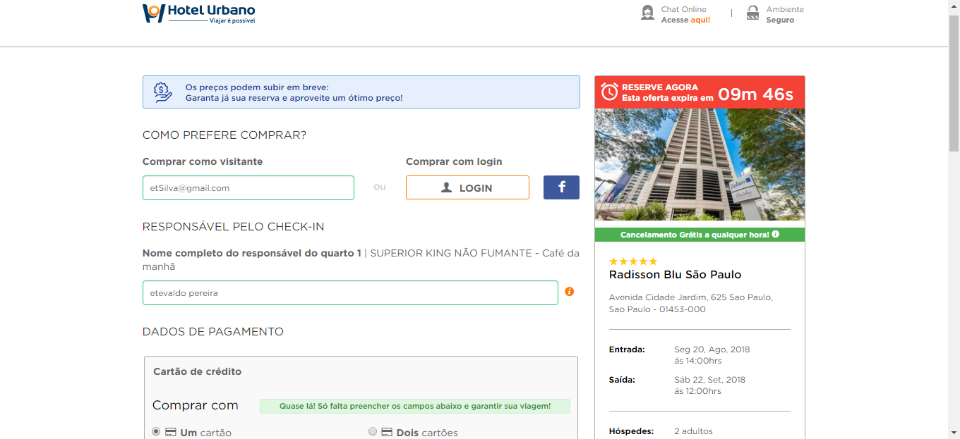 Hotel Urbano
Viajar é possível
Chat Online
Acesse aqui!
Ambiente
Seguro
Os preços podem subir em breve:
Garanta já sua reserva e aproveite um ótimo preço!
COMO PREFERE COMPRAR?
Comprar como visitante
et5ilva@gmail.com
ou
Comprar com login
LOGIN
f
RESPONSÁVEL PELO CHECK-IN
Nome completo do responsável do quarto 1 | SUPERIOR KING NÃO FUMANTE - Café da
manhã
etevaldo pereira
DADOS DE PAGAMENTO
Cartão de crédito
Comprar com
Quase lá! Só falta preencher os campos abaixo e garantir sua viagem!
Um cartão
Dois cartões
RESERVE AGORA
Esta oferta expira em
09m 46s
Cancelamento Grátis a qualquer hora!
Radisson Blu São Paulo
Avenida Cidade Jardim, 625 Sao Paulo,
Sao Paulo - 01453-000
Entrada:
Seg 20, Ago, 2018
ás 14:00hrs
Saída:
Sáb 22, Set, 2018
ás 12:00hrs
Hóspedes:
2 adultos